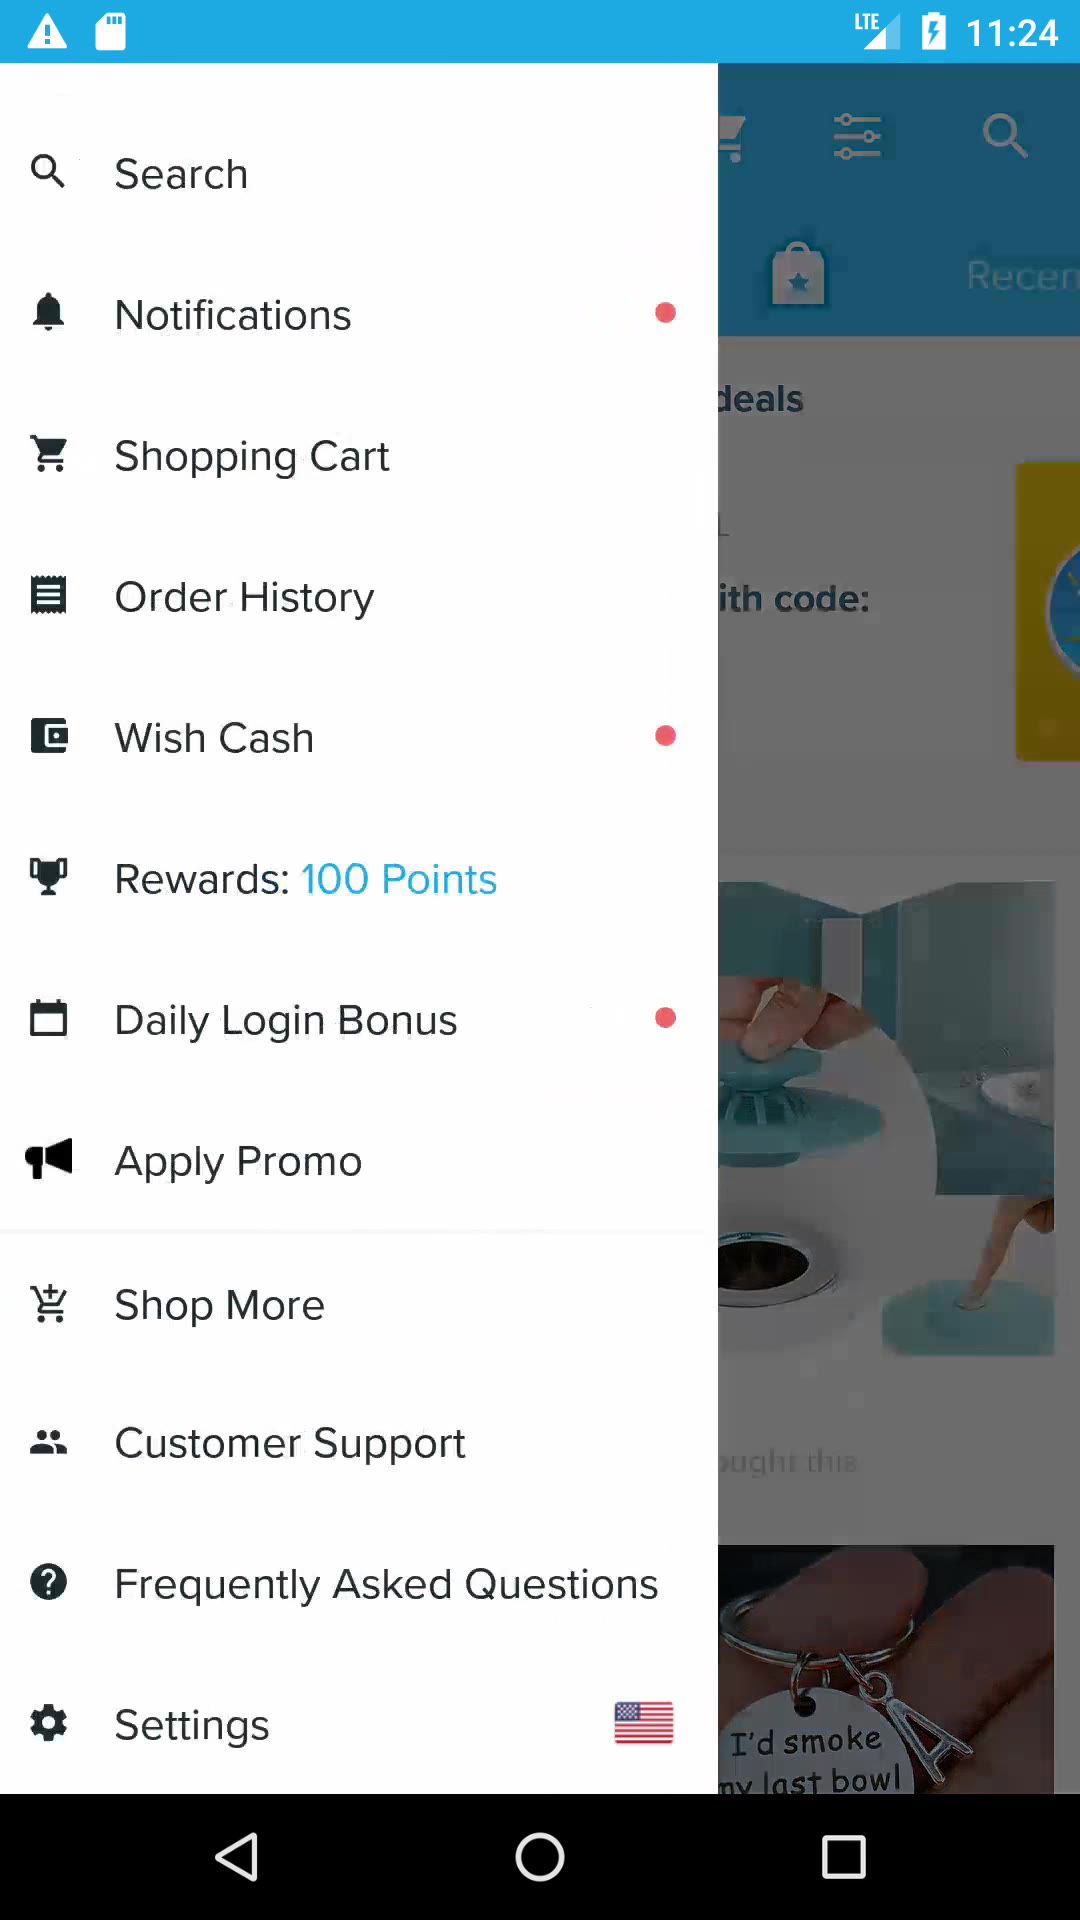 LTE 11:24
Search
Notifications
Recen
deals
Shopping Cart
L
Order History
ith code:
Wish Cash
Rewards: 100 Points
Daily Login Bonus
Apply Promo
Shop More
Customer Support
ought this
Frequently Asked Questions
Settings
I'd smoke
my last bowl
A